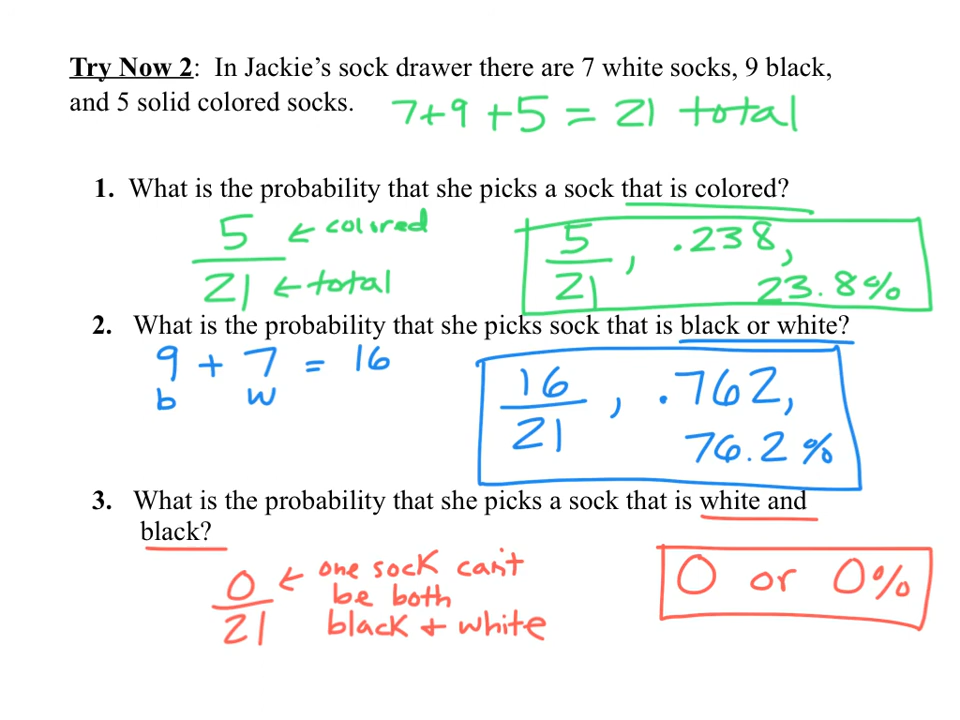 Try Now 2: In Jackie's sock drawer there are 7 white socks, 9 black,
and 5 solid colored socks. 7+9+5 = 21 total
1. What is the probability that she picks a sock that is colored?
5/21 ← colored ← total
5/21, .238,
23.8%
2. What is the probability that she picks sock that is black or white?
9 + 7 = 16
b w
16/21, .762,
76.2%
3. What is the probability that she picks a sock that is white and
black?
0/21 ← one sock can't
be both
black + white
0 or 0%